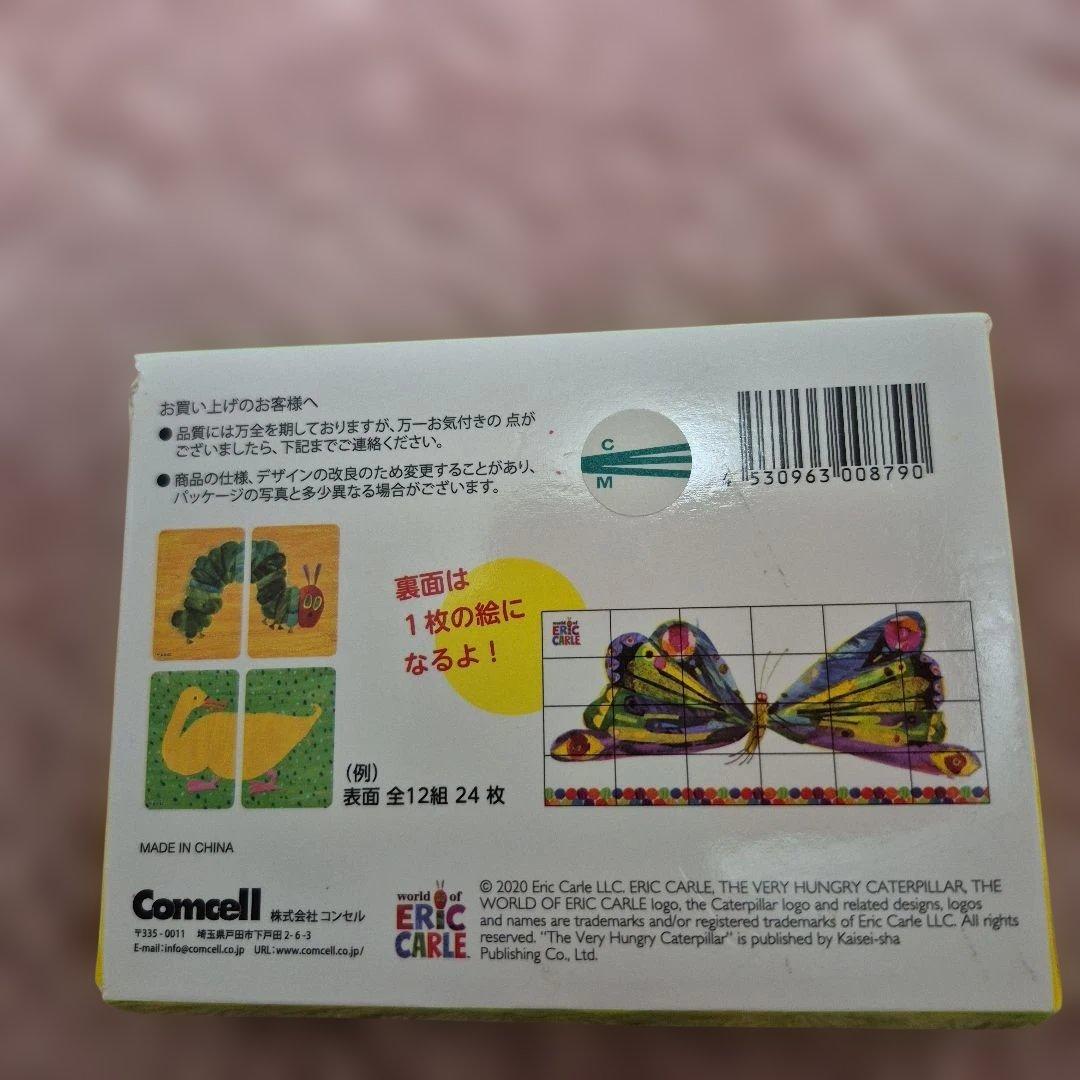 お買い上げのお客様へ
● 品質には万全を期しておりますが、万一お気付きの 点が
ございましたら、下記までご連絡ください。
● 商品の仕様、デザインの改良のため変更することがあり、
パッケージの写真と多少異なる場合がございます。
C
M
4 530963 008790
裏面は
1枚の絵に
なるよ!
world of
ERIC
CARLE
(例)
表面 全12組 24 枚
MADE IN CHINA
Comcell 株式会社 コンセル
〒335-0011 埼玉県戸田市下戸田 2-6-3
E-mail:info@comcell.co.jp URL:www.comcell.co.jp/
world of
ERIC
CARLE
© 2020 Eric Carle LLC. ERIC CARLE, THE VERY HUNGRY CATERPILLAR, THE
WORLD OF ERIC CARLE logo, the Caterpillar logo and related designs, logos
and names are trademarks and/or registered trademarks of Eric Carle LLC. All rights
reserved. "The Very Hungry Caterpillar" is published by Kaisei-sha
Publishing Co., Ltd.